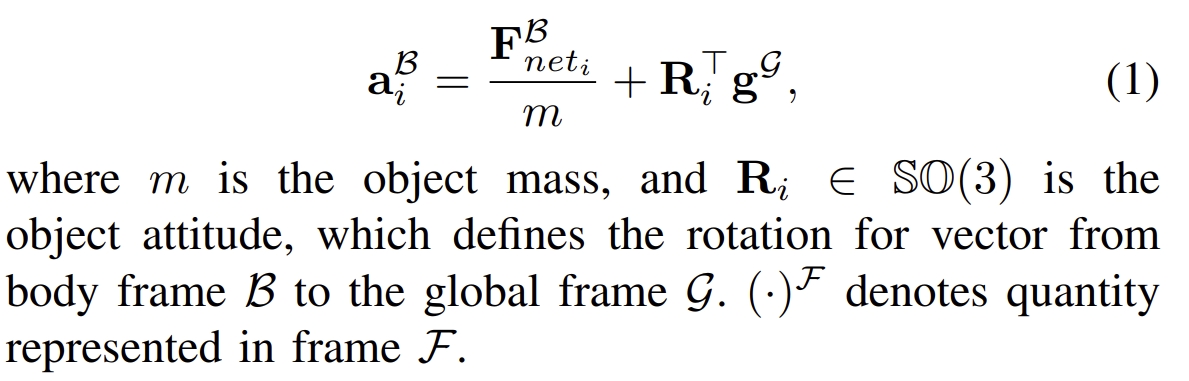 $$\mathbf{a}_i^{\mathcal{B}} = \frac{\mathbf{F}_{net_i}^{\mathcal{B}}}{m} + \mathbf{R}_i^{\top} \mathbf{g}^{\mathcal{G}}, \quad (1)$$
where $m$ is the object mass, and $\mathbf{R}_i \in \mathbb{SO}(3)$ is the
object attitude, which defines the rotation for vector from
body frame $\mathcal{B}$ to the global frame $\mathcal{G}$. $(\cdot)^{\mathcal{F}}$ denotes quantity
represented in frame $\mathcal{F}$.